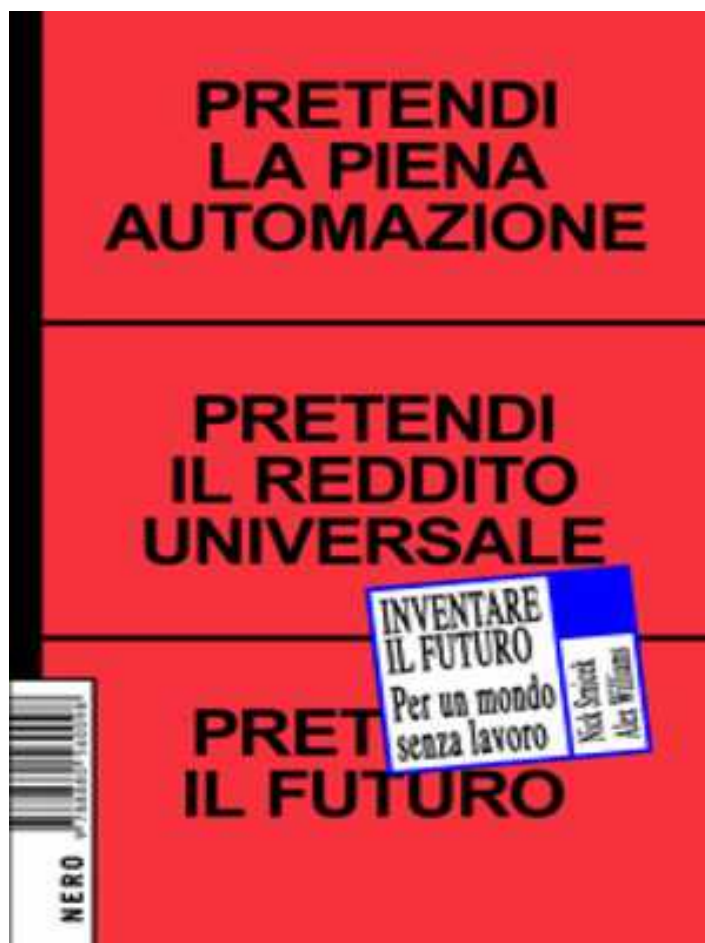 PRETENDI
LA PIENA
AUTOMAZIONE
PRETENDI
IL REDDITO
UNIVERSALE
INVENTARE
IL FUTURO
Per un mondo
senza lavoro
Nick Srnicek
Alex Williams
PRET
IL FUTURO
NERO